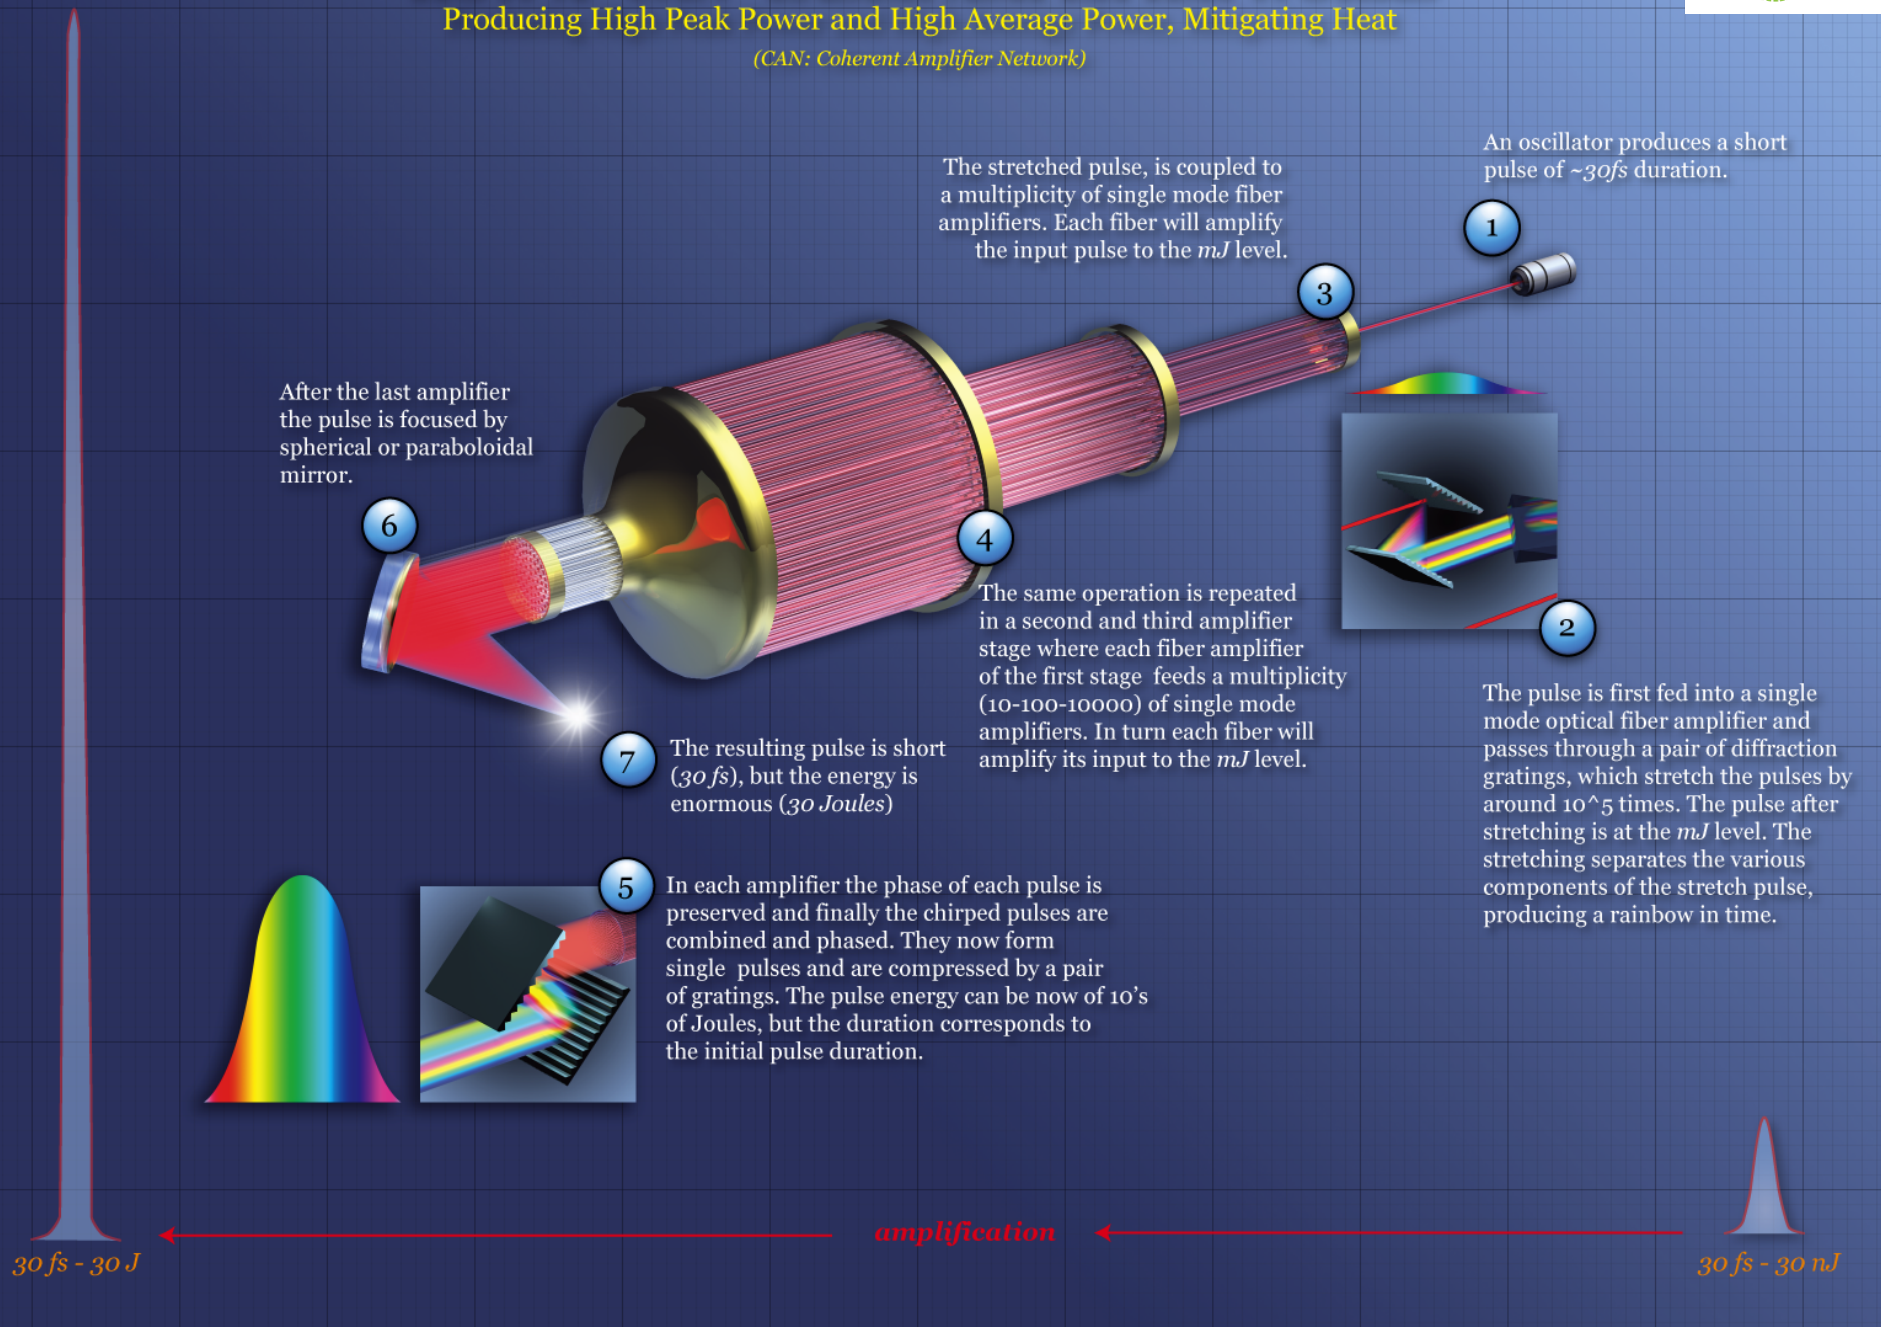 Producing High Peak Power and High Average Power, Mitigating Heat
(CAN: Coherent Amplifier Network)
An oscillator produces a short
pulse of ~30fs duration.
1
The pulse is first fed into a single
mode optical fiber amplifier and
passes through a pair of diffraction
gratings, which stretch the pulses by
around 10^5 times. The pulse after
stretching is at the mJ level. The
stretching separates the various
components of the stretch pulse,
producing a rainbow in time.
2
The stretched pulse, is coupled to
a multiplicity of single mode fiber
amplifiers. Each fiber will amplify
the input pulse to the mJ level.
3
4
The same operation is repeated
in a second and third amplifier
stage where each fiber amplifier
of the first stage feeds a multiplicity
(10-100-10000) of single mode
amplifiers. In turn each fiber will
amplify its input to the mJ level.
5
In each amplifier the phase of each pulse is
preserved and finally the chirped pulses are
combined and phased. They now form
single pulses and are compressed by a pair
of gratings. The pulse energy can be now of 10's
of Joules, but the duration corresponds to
the initial pulse duration.
After the last amplifier
the pulse is focused by
spherical or paraboloidal
mirror.
6
7
The resulting pulse is short
(30 fs), but the energy is
enormous (30 Joules)
30 fs - 30 J
amplification
30 fs - 30 nJ